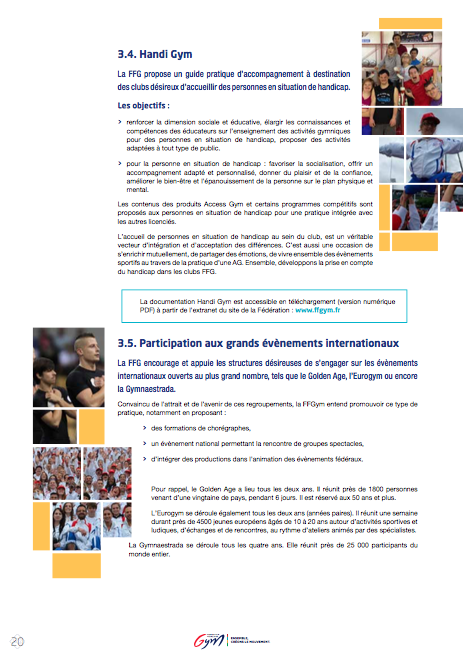 3.4. Handi Gym
La FFG propose un guide pratique d'accompagnement à destination
des clubs désireux d'accueillir des personnes en situation de handicap.
Les objectifs :
> renforcer la dimension sociale et éducative, élargir les connaissances et
compétences des éducateurs sur l'enseignement des activités gymniques
pour des personnes en situation de handicap, proposer des activités
adaptées à tout type de public.
> pour la personne en situation de handicap : favoriser la socialisation, offrir un
accompagnement adapté et personnalisé, donner du plaisir et de la confiance,
améliorer le bien-être et l'épanouissement de la personne sur le plan physique et
mental.
Les contenus des produits Access Gym et certains programmes compétitifs sont
proposés aux personnes en situation de handicap pour une pratique intégrée avec
les autres licenciés.
L'accueil de personnes en situation de handicap au sein du club, est un véritable
vecteur d'intégration et d'acceptation des différences. C'est aussi une occasion de
s'enrichir mutuellement, de partager des émotions, de vivre ensemble des évènements
sportifs au travers de la pratique d'une AG. Ensemble, développons la prise en compte
du handicap dans les clubs FFG.
La documentation Handi Gym est accessible en téléchargement (version numérique
PDF) à partir de l'extranet du site de la Fédération : www.ffgym.fr
3.5. Participation aux grands évènements internationaux
La FFG encourage et appuie les structures désireuses de s'engager sur les évènements
internationaux ouverts au plus grand nombre, tels que le Golden Age, l'Eurogym ou encore
la Gymnaestrada.
Convaincu de l'attrait et de l'avenir de ces regroupements, la FFGym entend promouvoir ce type de
pratique, notamment en proposant :
> des formations de chorégraphes,
> un évènement national permettant la rencontre de groupes spectacles,
> d'intégrer des productions dans l'animation des évènements fédéraux.
Pour rappel, le Golden Age a lieu tous les deux ans. Il réunit près de 1800 personnes
venant d'une vingtaine de pays, pendant 6 jours. Il est réservé aux 50 ans et plus.
L'Eurogym se déroule également tous les deux ans (années paires). Il réunit une semaine
durant près de 4500 jeunes européens âgés de 10 à 20 ans autour d'activités sportives et
ludiques, d'échanges et de rencontres, au rythme d'ateliers animés par des spécialistes.
La Gymnaestrada se déroule tous les quatre ans. Elle réunit près de 25 000 participants du
monde entier.
20
Gym
ENSEMBLE,
CRÉONS LE MOUVEMENT